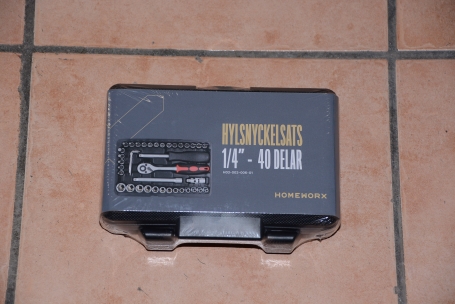 HYLSNYCKELSATS
1/4" - 40 DELAR
HOMEWORX